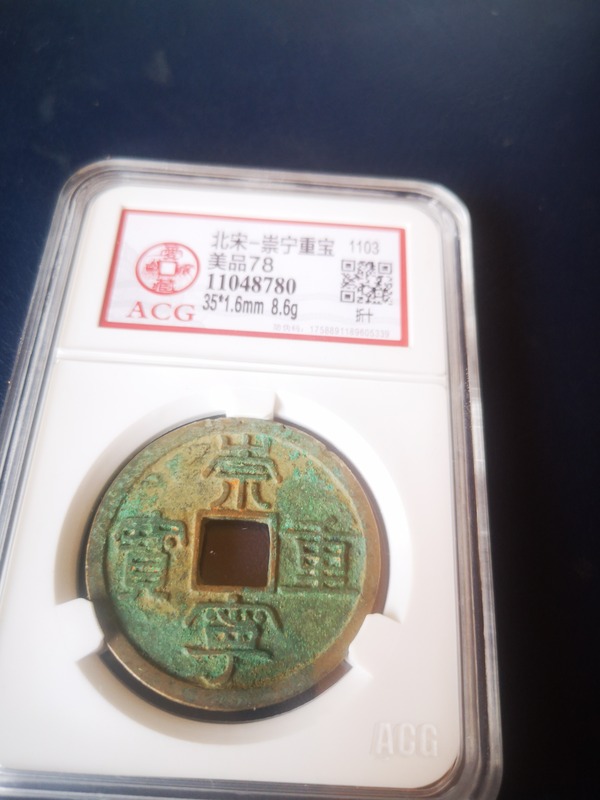 北宋-崇宁重宝 1103
美品78
11048780
35*1.6mm 8.6g
ACG
折十
崇
重
寧
寶
ACG